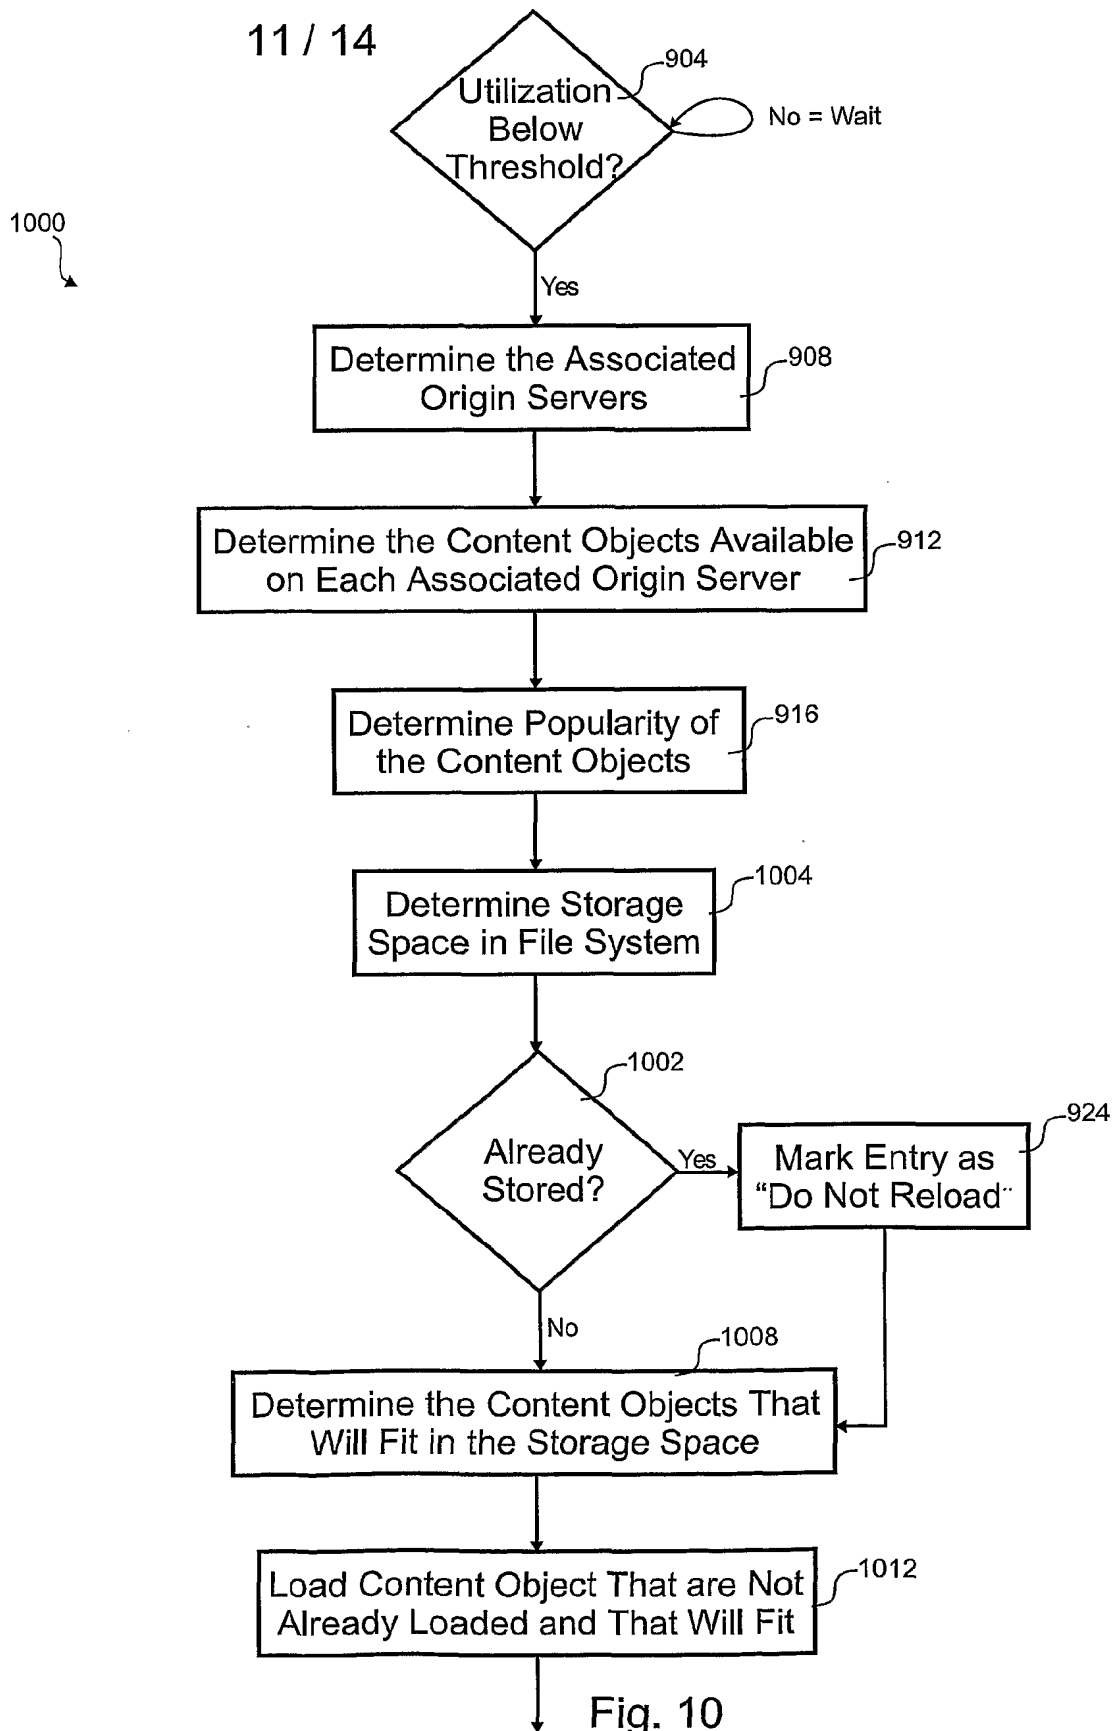 11 / 14
904
Utilization
Below
Threshold?
No = Wait
1000
Yes
Determine the Associated
Origin Servers
908
Determine the Content Objects Available
on Each Associated Origin Server
912
Determine Popularity of
the Content Objects
916
Determine Storage
Space in File System
1004
1002
Already
Stored?
Yes
924
Mark Entry as
“Do Not Reload”
No
1008
Determine the Content Objects That
Will Fit in the Storage Space
Load Content Object That are Not
Already Loaded and That Will Fit
1012
Fig. 10